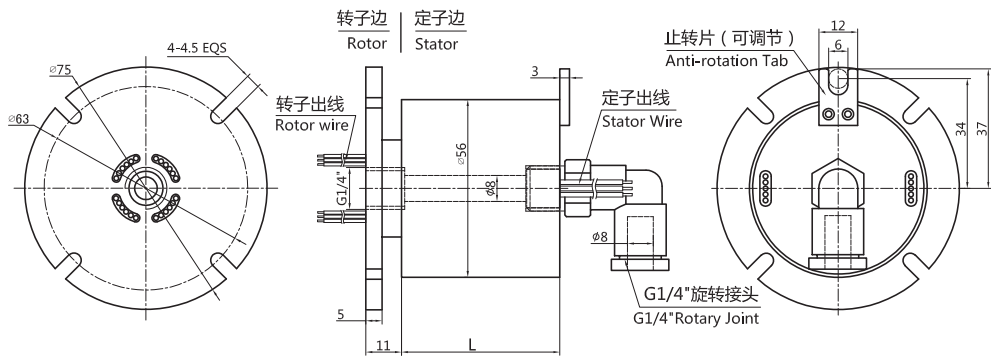 转子边 定子边
Rotor Stator
4-4.5 EQS
⌀75
⌀63
转子出线
Rotor wire
G1/4"
⌀56
⌀8
3
定子出线
Stator Wire
ϕ8
G1/4"旋转接头
G1/4"Rotary Joint
5
11
L
止转片（可调节）
Anti-rotation Tab
12
6
34
37